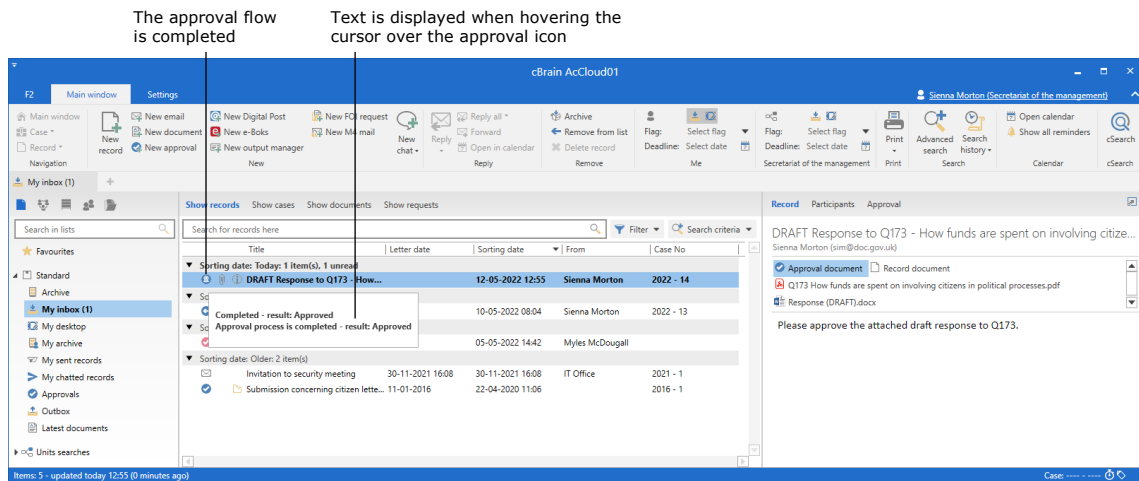 The approval flow
is completed
Text is displayed when hovering the
cursor over the approval icon
cBrain AcCloud01
F2 Main window Settings
Sienna Morton (Secretariat of the management)
Main window
Case
Record
Navigation
New record
New email
New document
New approval
New Digital Post
New e-Boks
New output manager
New FOI request
New M4 mail
New
New chat
Reply
Reply all
Forward
Open in calendar
Reply
Archive
Remove from list
Delete record
Remove
Flag: Select flag
Deadline: Select date
Me
Flag: Select flag
Deadline: Select date
Secretariat of the management
Print
Print
Advanced search
Search history
Search
Open calendar
Show all reminders
Calendar
cSearch
cSearch
My inbox (1)
Search in lists
Favourites
Standard
Archive
My inbox (1)
My desktop
My archive
My sent records
My chatted records
Approvals
Outbox
Latest documents
Units searches
Show records Show cases Show documents Show requests
Search for records here
Filter Search criteria
Title Letter date Sorting date From Case No
Sorting date: Today: 1 item(s), 1 unread
DRAFT Response to Q173 - How... 12-05-2022 12:55 Sienna Morton 2022 - 14
So
Completed - result: Approved
Approval process is completed - result: Approved
10-05-2022 08:04 Sienna Morton 2022 - 13
So
05-05-2022 14:42 Myles McDougall
Sorting date: Older: 2 item(s)
Invitation to security meeting 30-11-2021 16:08 30-11-2021 16:08 IT Office 2021 - 1
Submission concerning citizen lette... 11-01-2016 22-04-2020 11:06 2016 - 1
Record Participants Approval
DRAFT Response to Q173 - How funds are spent on involving citize...
Sienna Morton (sim@doc.gov.uk)
Approval document Record document
Q173 How funds are spent on involving citizens in political processes.pdf
Response (DRAFT).docx
Please approve the attached draft response to Q173.
Items: 5 - updated today 12:55 (0 minutes ago)
Case: ---- - ----